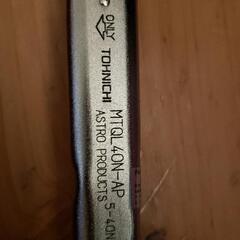 ONLY
TOHNICHI
MTQL40N-AP
ASTRO PRODUCTS 5-40N